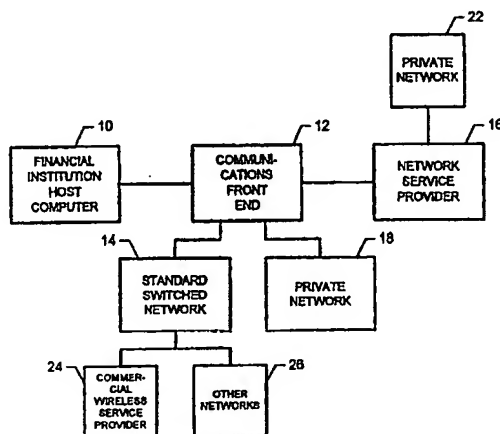 22
PRIVATE
NETWORK
10
12
16
FINANCIAL
INSTITUTION
HOST
COMPUTER
COMMUNI-
CATIONS
FRONT
END
NETWORK
SERVICE
PROVIDER
14
18
STANDARD
SWITCHED
NETWORK
PRIVATE
NETWORK
24
26
COMMER-
CIAL
WIRELESS
SERVICE
PROVIDER
OTHER
NETWORKS